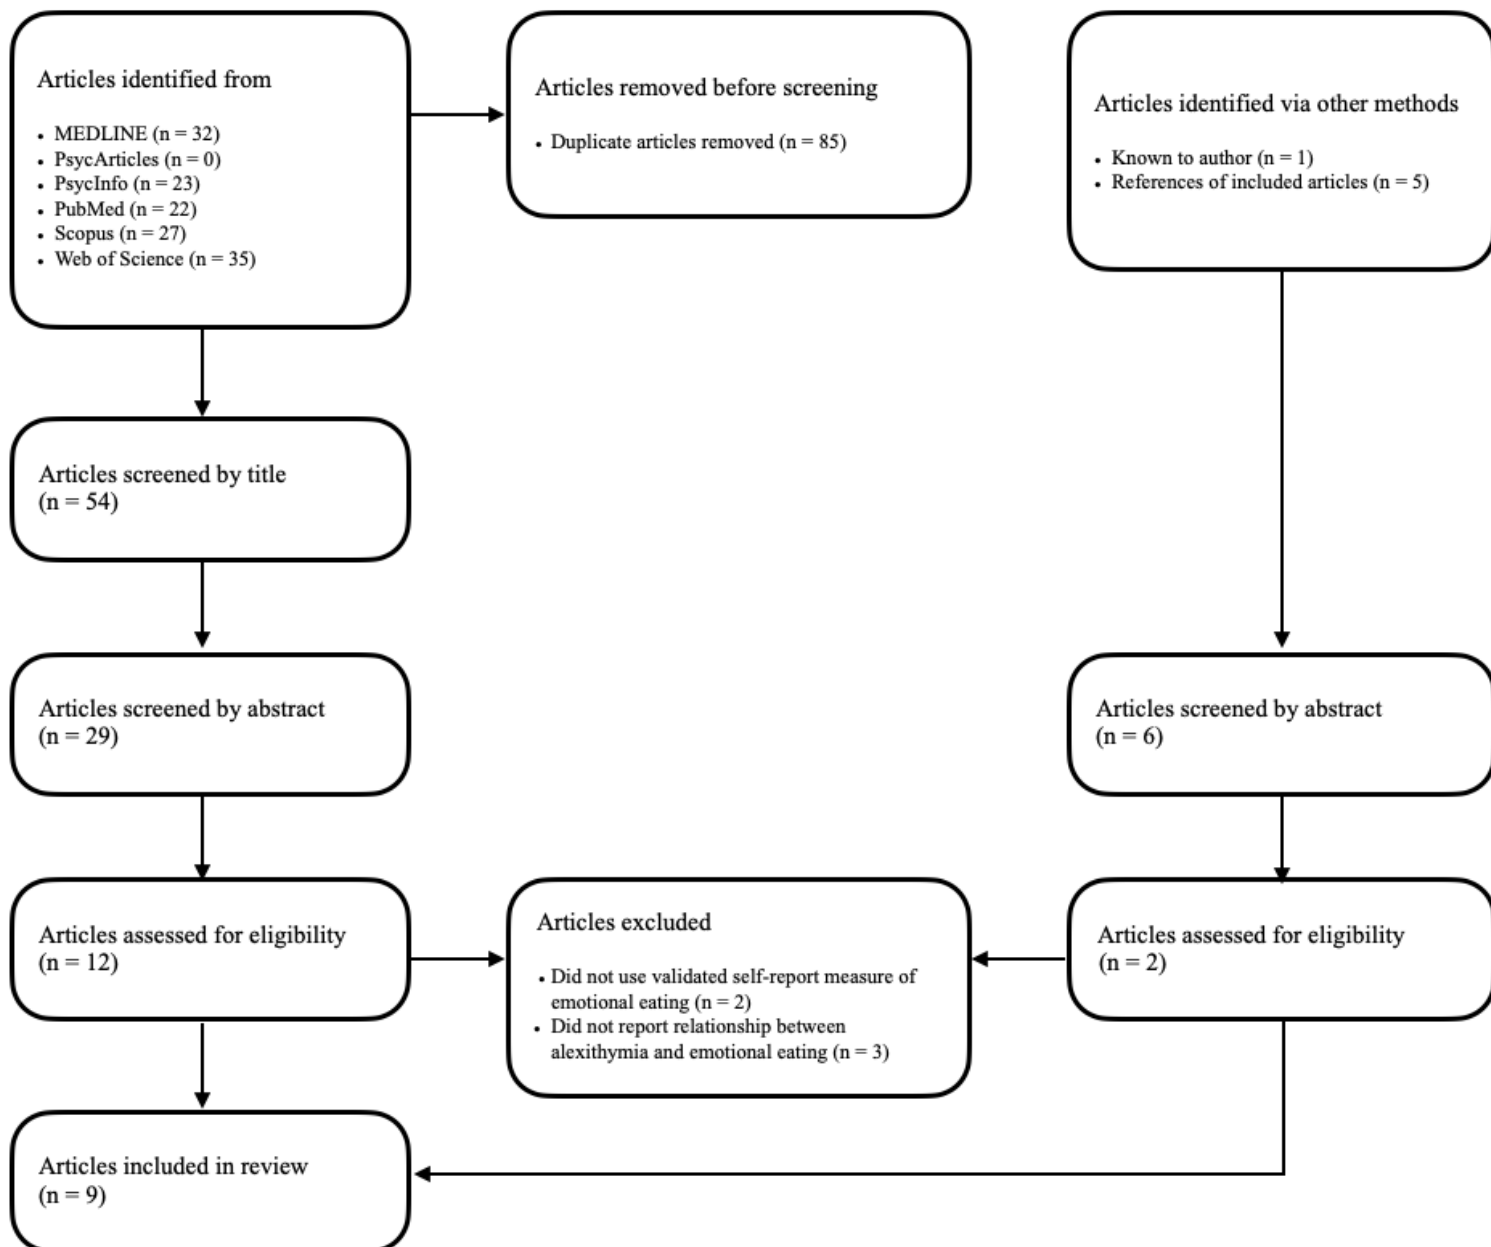 Articles identified from
• MEDLINE (n = 32)
• PsycArticles (n = 0)
• PsycInfo (n = 23)
• PubMed (n = 22)
• Scopus (n = 27)
• Web of Science (n = 35)
Articles removed before screening
• Duplicate articles removed (n = 85)
Articles identified via other methods
• Known to author (n = 1)
• References of included articles (n = 5)
Articles screened by title
(n = 54)
Articles screened by abstract
(n = 29)
Articles screened by abstract
(n = 6)
Articles assessed for eligibility
(n = 12)
Articles excluded
• Did not use validated self-report measure of
emotional eating (n = 2)
• Did not report relationship between
alexithymia and emotional eating (n = 3)
Articles assessed for eligibility
(n = 2)
Articles included in review
(n = 9)